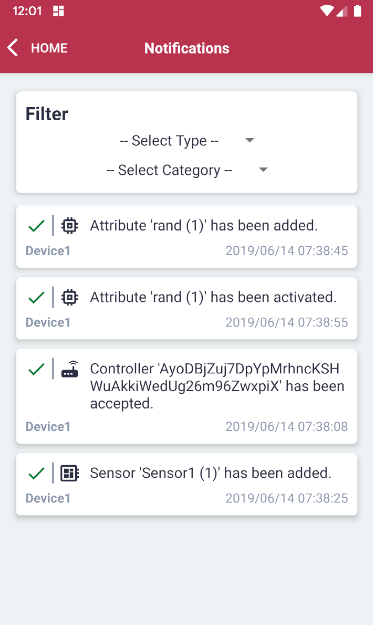 12:01
HOME
Notifications
Filter
-- Select Type --
-- Select Category --
Attribute 'rand (1)' has been added.
Device1 2019/06/14 07:38:45
Attribute 'rand (1)' has been activated.
Device1 2019/06/14 07:38:55
Controller 'AyoDBjZuj7DpYpMrhncKSH
WuAkkiWedUg26m96ZwxpiX' has been
accepted.
Device1 2019/06/14 07:38:08
Sensor 'Sensor1 (1)' has been added.
Device1 2019/06/14 07:38:25